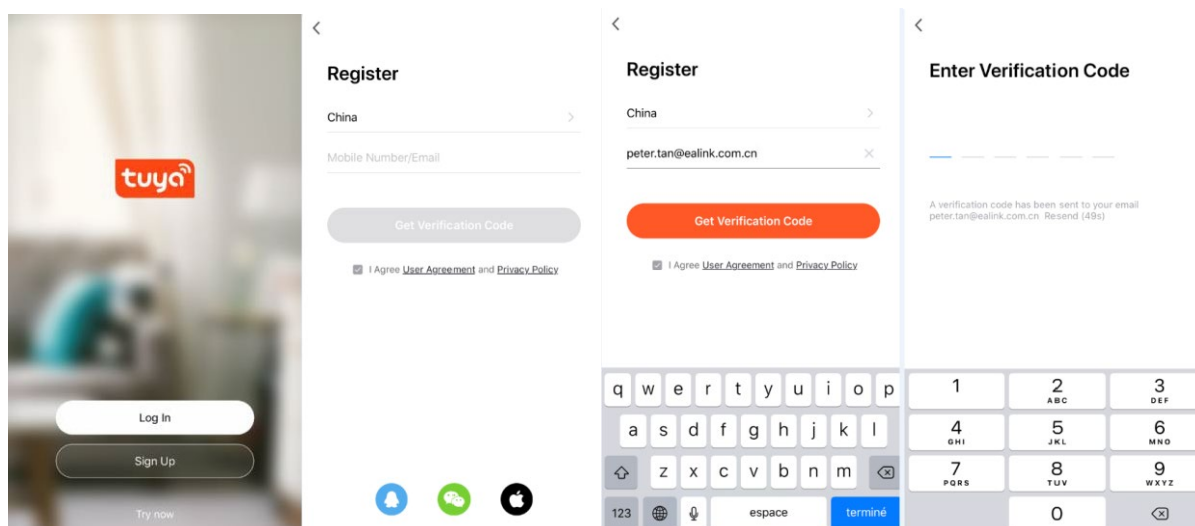 tuya
Log In
Sign Up
Try now
Register
China
Mobile Number/Email
Get Verification Code
I Agree User Agreement and Privacy Policy
Register
China
peter.tan@ealink.com.cn
Get Verification Code
I Agree User Agreement and Privacy Policy
q w e r t y u i o p
a s d f g h j k l
z x c v b n m
123 espace terminé
Enter Verification Code
A verification code has been sent to your email
peter.tan@ealink.com.cn Resend (49s)
1 2 ABC 3 DEF
4 GHI 5 JKL 6 MNO
7 PQRS 8 TUV 9 WXYZ
0